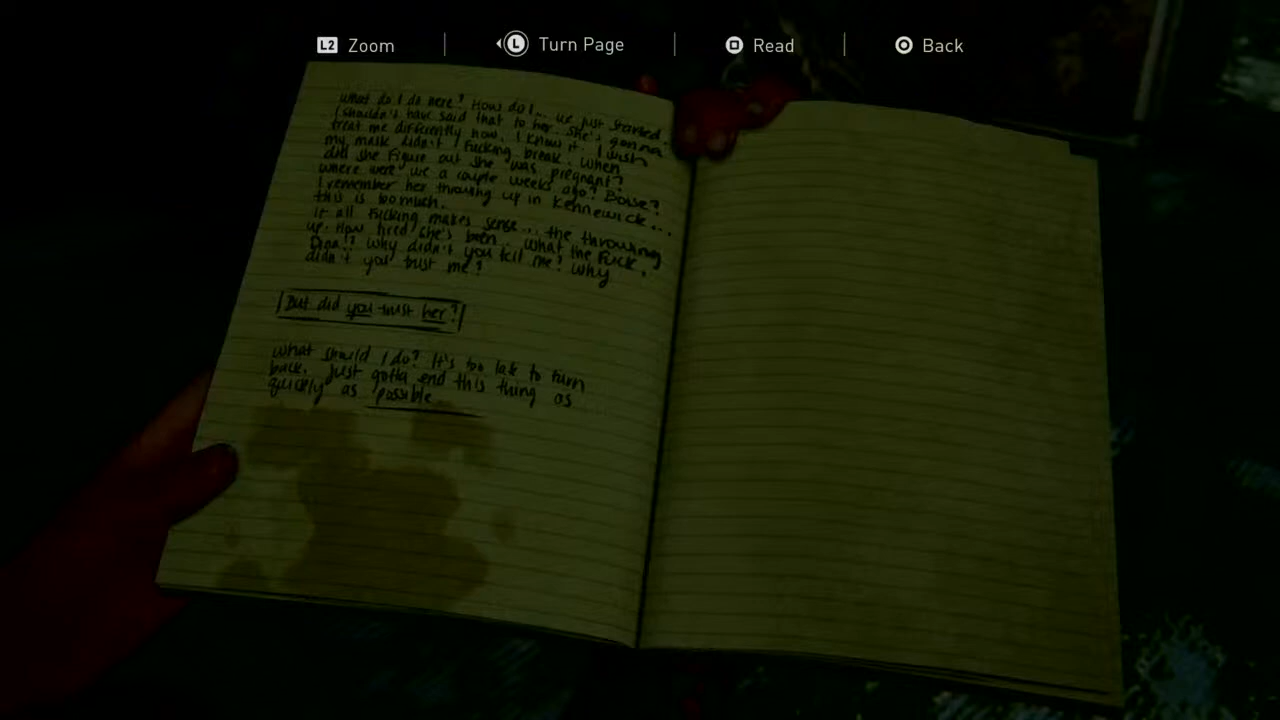 L2 Zoom L Turn Page Read Back
What do I do here? How do I... we just started.
I shouldn't have said that to her. She's gonna
treat me differently now. I know it. I wish
my mask didn't fucking break. When
did she figure out she was pregnant?
Where were we a couple weeks ago? Boise?
I remember her throwing up in Kennewick...
this is too much.
It all fucking makes sense... the throwing
up. How tired she's been.. What the fuck,
Dina!? Why didn't you tell me? Why
didn't you trust me?
But did you trust her?
What should I do? It's too late to turn
back. Just gotta end this thing as
quickly as possible